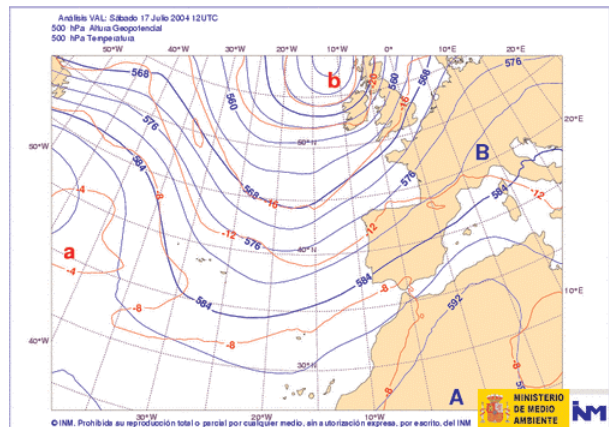 Análisis VAL: Sábado 17 Julio 2004 12UTC
500 hPa Altura Geopotencial
500 hPa Temperatura
50°W 40°W 30°W 20°W 10°W 0°E 10°E 20°E
568 b 560 568 576
-20
576 560 -16
20°E
50°W 50°N
584 B
-4 -8 568 -16 576 584
-12 576 -12 -12
a 40°N
-4 584 584 -8 592 10°E
-8
-8
40°W
30°N -8
A
MINISTERIO
DE MEDIO
AMBIENTE
iNM
30°W 20°W 10°W
© INM. Prohibida su reproducción total o parcial por cualquier medio, sin autorización expresa, por escrito, del INM